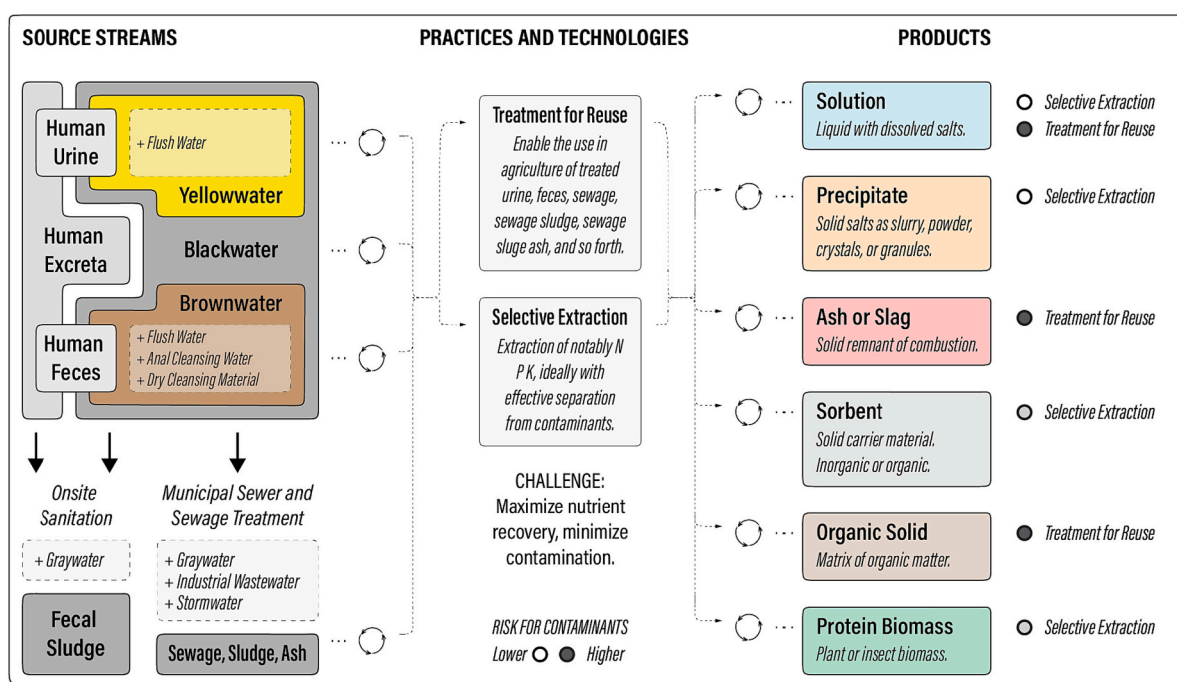 SOURCE STREAMS
Human
Urine
+ Flush Water
Yellowwater
Human
Excreta
Blackwater
Brownwater
Human
Feces
+ Flush Water
+ Anal Cleansing Water
+ Dry Cleansing Material
Onsite
Sanitation
+ Graywater
Fecal
Sludge
Municipal Sewer and
Sewage Treatment
+ Graywater
+ Industrial Wastewater
+ Stormwater
Sewage, Sludge, Ash
PRACTICES AND TECHNOLOGIES
Treatment for Reuse
Enable the use in
agriculture of treated
urine, feces, sewage,
sewage sludge, sewage
sluge ash, and so forth.
Selective Extraction
Extraction of notably N
P K, ideally with
effective separation
from contaminants.
CHALLENGE:
Maximize nutrient
recovery, minimize
contamination.
RISK FOR CONTAMINANTS
Lower Higher
PRODUCTS
Solution
Liquid with dissolved salts.
Selective Extraction
Treatment for Reuse
Precipitate
Solid salts as slurry, powder,
crystals, or granules.
Selective Extraction
Ash or Slag
Solid remnant of combustion.
Treatment for Reuse
Sorbent
Solid carrier material.
Inorganic or organic.
Selective Extraction
Organic Solid
Matrix of organic matter.
Treatment for Reuse
Protein Biomass
Plant or insect biomass.
Selective Extraction